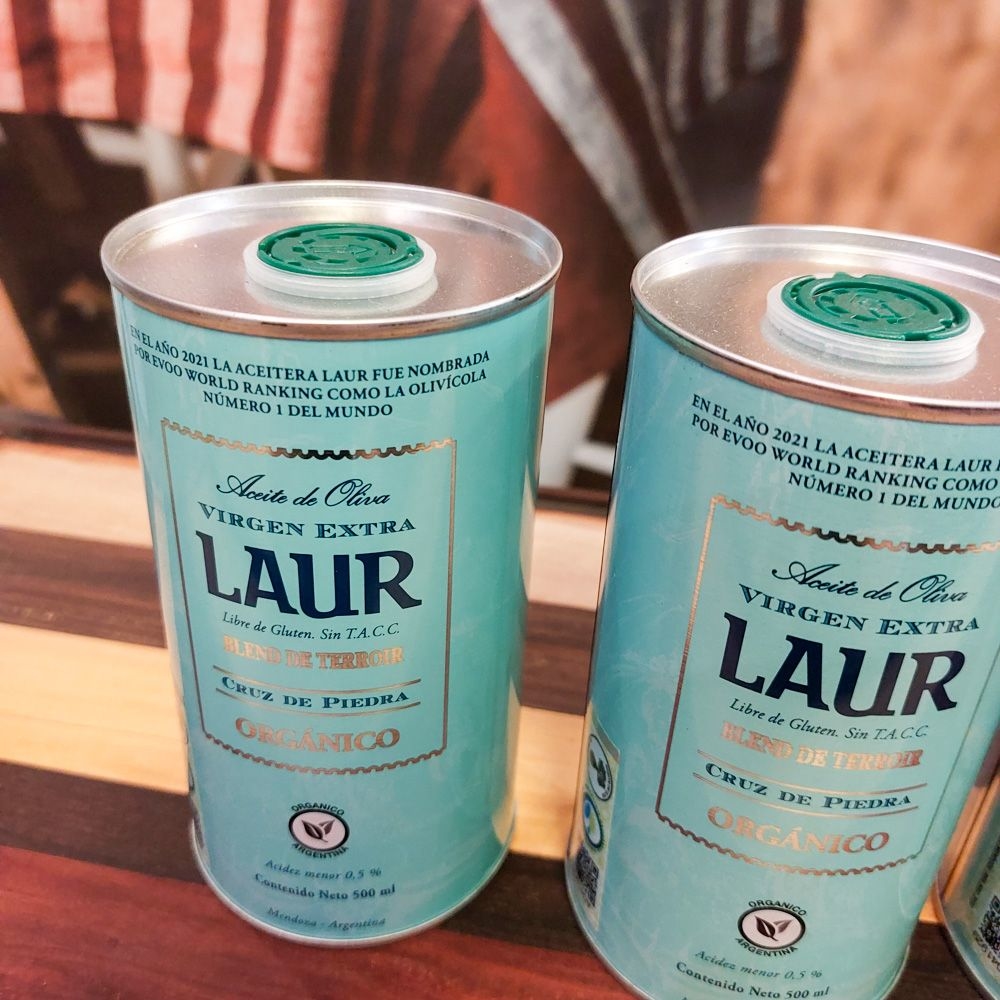 EN EL AÑO 2021 LA ACEITERA LAUR FUE NOMBRADA
POR EVOO WORLD RANKING COMO LA OLIVÍCOLA
NÚMERO 1 DEL MUNDO
Aceite de Oliva
VIRGEN EXTRA
LAUR
Libre de Gluten. Sin T.A.C.C.
BLEND DE TERROIR
CRUZ DE PIEDRA
ORGÁNICO
ORGANICO
ARGENTINA
Acidez menor 0,5 %
Contenido Neto 500 ml
Mendoza - Argentina
EN EL AÑO 2021 LA ACEITERA LAUR
POR EVOO WORLD RANKING COMO
NÚMERO 1 DEL MUNDO
Aceite de Oliva
VIRGEN EXTRA
LAUR
Libre de Gluten. Sin T.A.C.C.
BLEND DE TERROIR
CRUZ DE PIEDRA
ORGÁNICO
ORGANICO
ARGENTINA
Acidez menor 0,5 %
Contenido Neto 500 ml